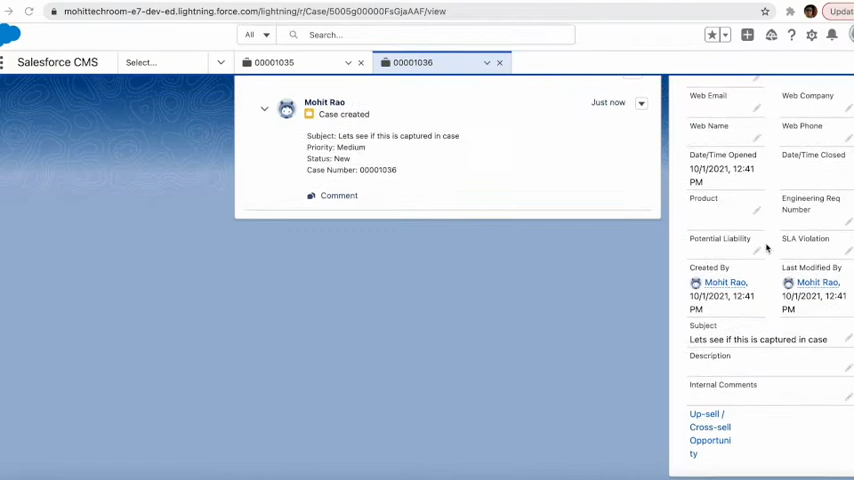 mohittechroom-e7-dev-ed.lightning.force.com/lightning/r/Case/5005g00000FsGjaAAF/view
Updat
All
Search...
Salesforce CMS
Select...
00001035
00001036
Mohit Rao
Case created
Just now
Subject: Lets see if this is captured in case
Priority: Medium
Status: New
Case Number: 00001036
Comment
Web Email
Web Company
Web Name
Web Phone
Date/Time Opened
Date/Time Closed
10/1/2021, 12:41
PM
Product
Engineering Req
Number
Potential Liability
SLA Violation
Created By
Last Modified By
Mohit Rao,
Mohit Rao,
10/1/2021, 12:41
10/1/2021, 12:41
PM
PM
Subject
Lets see if this is captured in case
Description
Internal Comments
Up-sell /
Cross-sell
Opportuni
ty